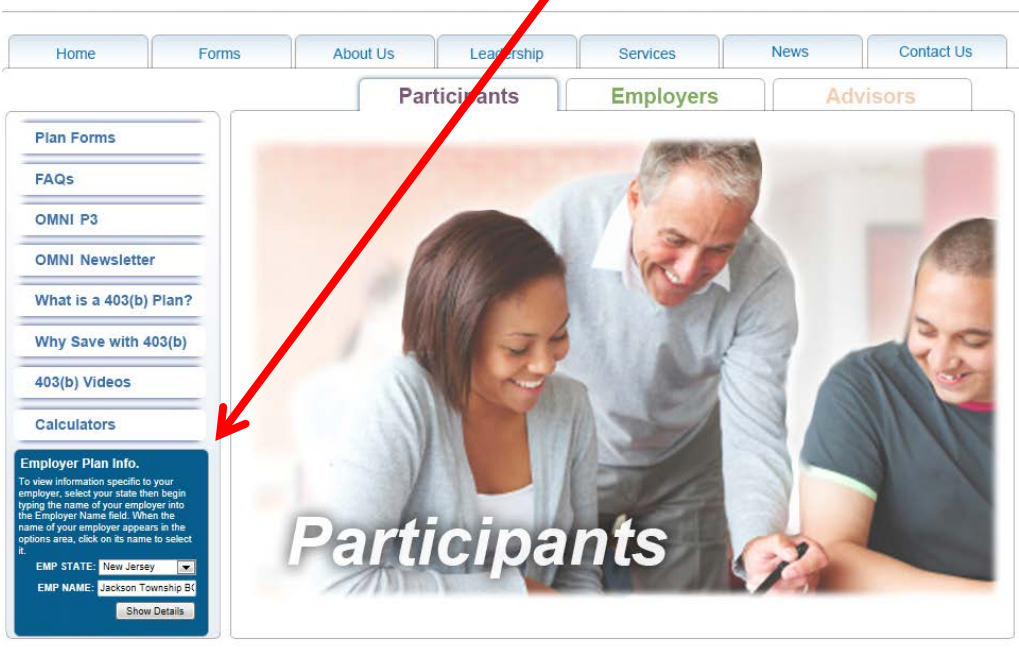 Home Forms About Us Leadership Services News Contact Us
Participants Employers Advisors
Plan Forms
FAQs
OMNI P3
OMNI Newsletter
What is a 403(b) Plan?
Why Save with 403(b)
403(b) Videos
Calculators
Employer Plan Info.
To view information specific to your
employer, select your state then begin
typing the name of your employer into
the Employer Name field. When the
name of your employer appears in the
options area, click on its name to select
it.
EMP STATE: New Jersey
EMP NAME: Jackson Township B(
Show Details
Participants